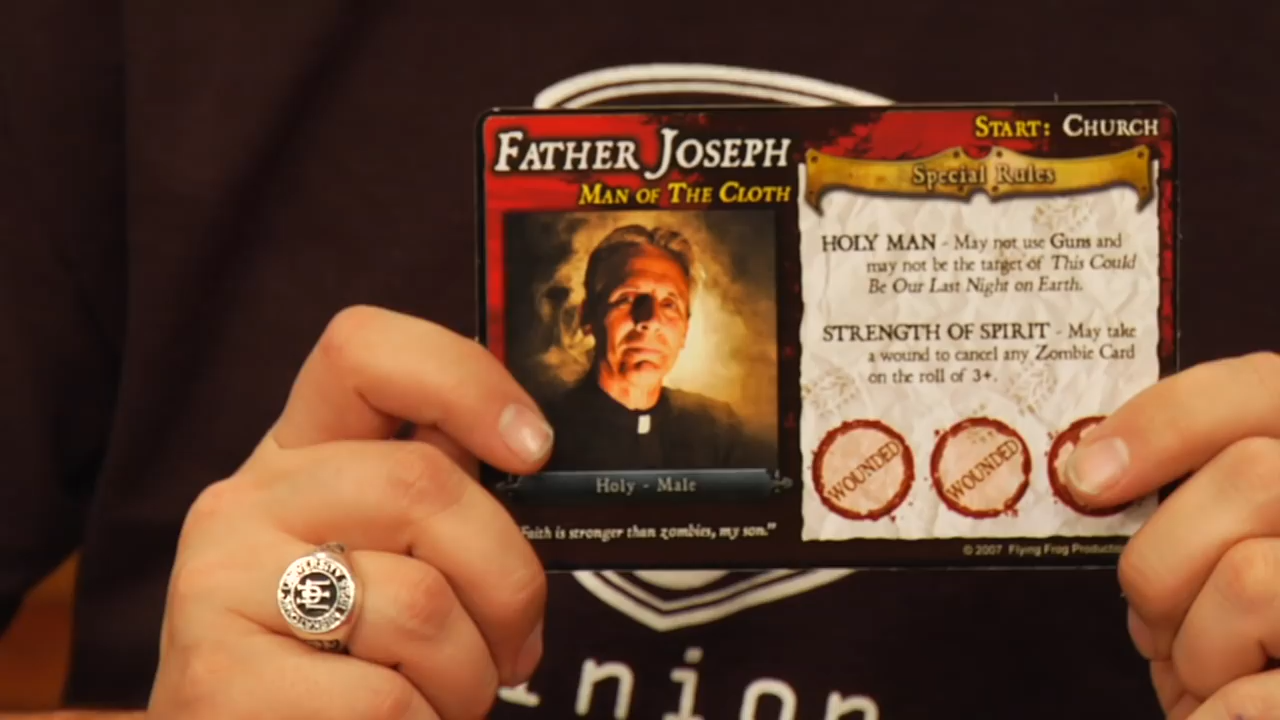 FATHER JOSEPH
MAN OF THE CLOTH
START: CHURCH
Special Rules
HOLY MAN - May not use Guns and
may not be the target of This Could
Be Our Last Night on Earth.
STRENGTH OF SPIRIT - May take
a wound to cancel any Zombie Card
on the roll of 3+.
WOUNDED
WOUNDED
Holy - Male
Faith is stronger than zombies, my son."
© 2007 Flying Frog Product
inion